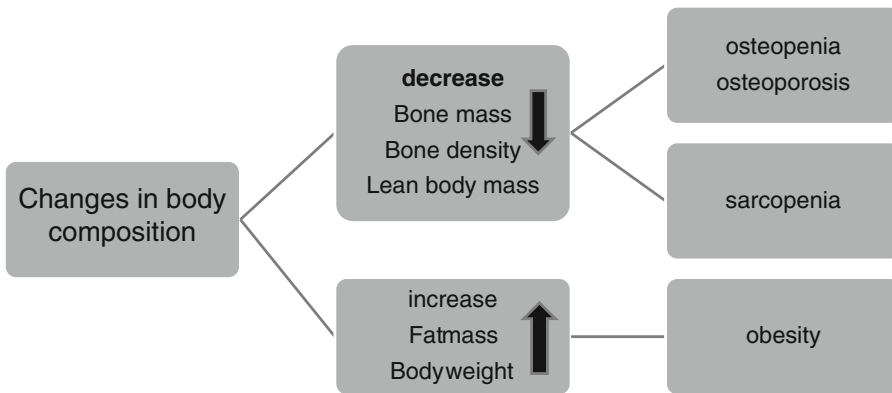 Changes in body
composition
decrease
Bone mass
Bone density
Lean body mass
increase
Fatmass
Bodyweight
osteopenia
osteoporosis
sarcopenia
obesity